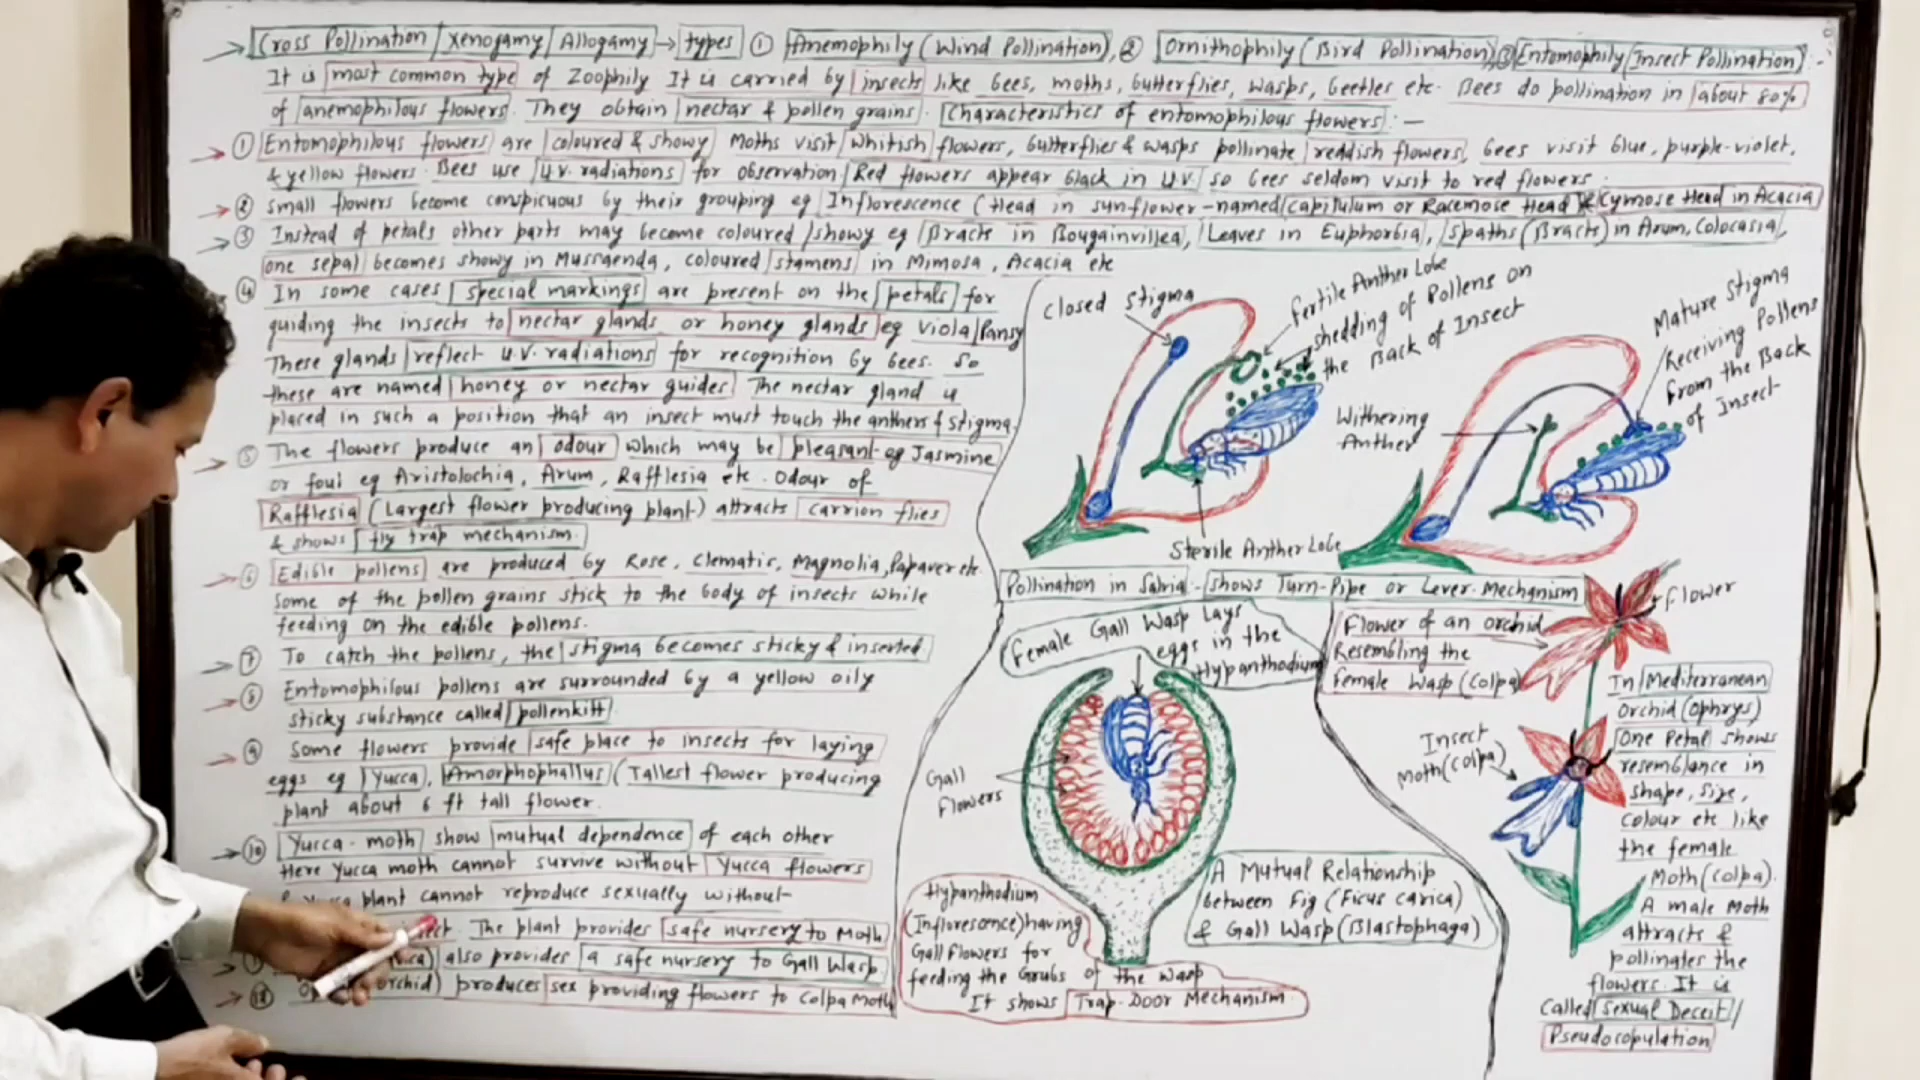 Cross Pollination/Xenogamy/Allogamy → types ① Anemophily (Wind Pollination), ② Ornithophily (Bird Pollination), ③ Entomophily (Insect Pollination) :-
It is most common type of Zoophily It is carried by insects like bees, moths, butterflies, wasps, beetles etc. Bees do pollination in about 80%
of anemophilous flowers. They obtain nectar & pollen grains. Characteristics of entomophilous flowers :—
① Entomophilous flowers are coloured & showy Moths visit whitish flowers, butterflies & wasps pollinate reddish flowers, bees visit blue, purple-violet,
& yellow flowers. Bees use U.V. radiations for observation Red flowers appear black in U.V. so bees seldom visit to red flowers.
② Small flowers become conspicuous by their grouping eg Inflorescence (Head in sunflower-named capitulum or Racemose Head & Cymose Head in Acacia)
③ Instead of petals other parts may become coloured/showy eg Bracts in Bougainvillea, Leaves in Euphorbia, Spaths (Bracts) in Arum, Colocasia,
one sepal becomes showy in Mussaenda, coloured stamens in Mimosa, Acacia etc
④ In some cases special markings are present on the petals for
guiding the insects to nectar glands or honey glands eg Viola/Pansy
These glands reflect U.V. radiations for recognition by bees. So
these are named honey or nectar guides The nectar gland is
placed in such a position that an insect must touch the anthers & stigma.
⑤ The flowers produce an odour which may be pleasant eg Jasmine
or foul eg Aristolochia, Arum, Rafflesia etc. Odour of
Rafflesia (Largest flower producing plant) attracts carrion flies
& shows fly trap mechanism.
⑥ Edible pollens are produced by Rose, Clematis, Magnolia, Papaver etc.
Some of the pollen grains stick to the body of insects while
feeding on the edible pollens.
⑦ To catch the pollens, the stigma becomes sticky & inserted.
⑧ Entomophilous pollens are surrounded by a yellow oily
sticky substance called pollenkitt
⑨ Some flowers provide safe place to insects for laying
eggs eg Yucca, Amorphophallus (Tallest flower producing
plant about 6 ft tall flower.
⑩ Yucca-moth show mutual dependence of each other
Here Yucca moth cannot survive without Yucca flowers
plant cannot reproduce sexually without
The plant provides safe nursery to Moth
also provides a safe nursery to Gall Wasp
⑫ orchid) produces sex providing flowers to Colpa Moth
Closed Stigma
Fertile Anther Lobe
shedding of Pollens on
the Back of Insect
Sterile Anther Lobe
Withering
Anther
Mature Stigma
Receiving Pollens
from the Back
of Insect
Pollination in Salvia - shows Turn-Pipe or Lever Mechanism
Female Gall Wasp Lays
eggs in the
Hypanthodium
Gall
Flowers
Hypanthodium
(Infloresence) having
Gall Flowers for
feeding the Grubs of the wasp
It shows Trap-Door Mechanism
A Mutual Relationship
between Fig (Ficus carica)
& Gall Wasp (Blastophaga)
Flower of an orchid
Resembling the
Female Wasp (Colpa)
Flower
Insect
Moth (Colpa)
In Mediterranean
Orchid (Ophrys)
One Petal shows
resemblance in
shape, size,
colour etc like
the female
Moth (Colpa).
A male Moth
attracts &
pollinates the
flowers. It is
Called Sexual Deceit/
Pseudocopulation